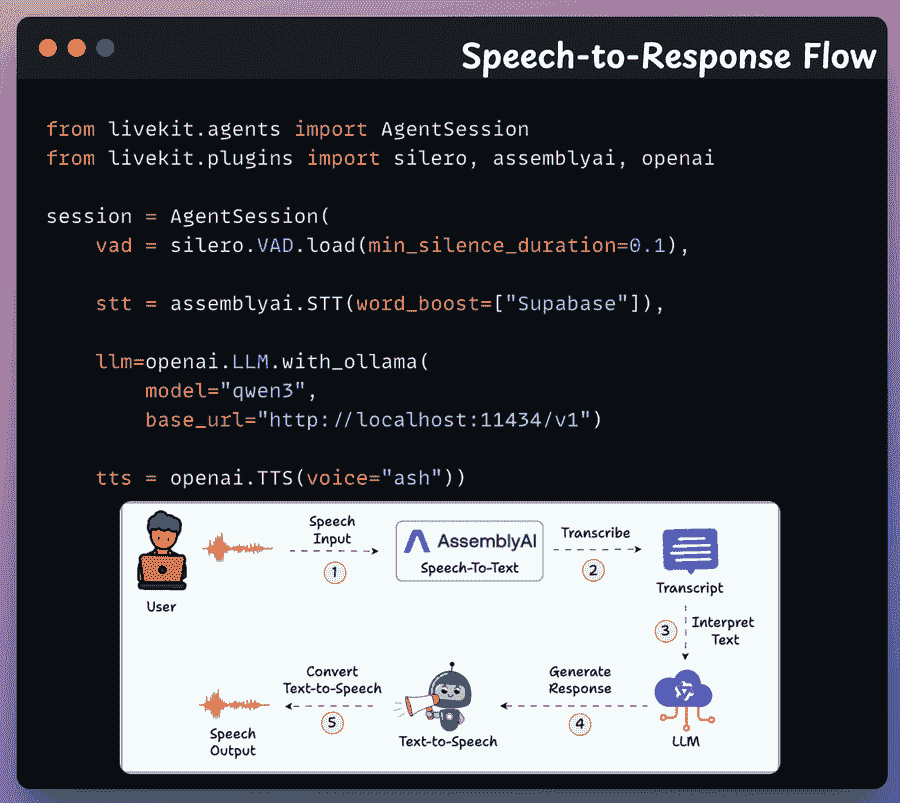 Speech-to-Response Flow
from livekit.agents import AgentSession
from livekit.plugins import silero, assemblyai, openai
session = AgentSession(
vad = silero.VAD.load(min_silence_duration=0.1),
stt = assemblyai.STT(word_boost=["Supabase"]),
llm=openai.LLM.with_ollama(
model="qwen3",
base_url="http://localhost:11434/v1")
tts = openai.TTS(voice="ash"))
User
Speech
Input
1
AssemblyAI
Speech-To-Text
Transcribe
2
Transcript
3
Interpret
Text
LLM
Generate
Response
4
Text-to-Speech
Convert
Text-to-Speech
5
Speech
Output